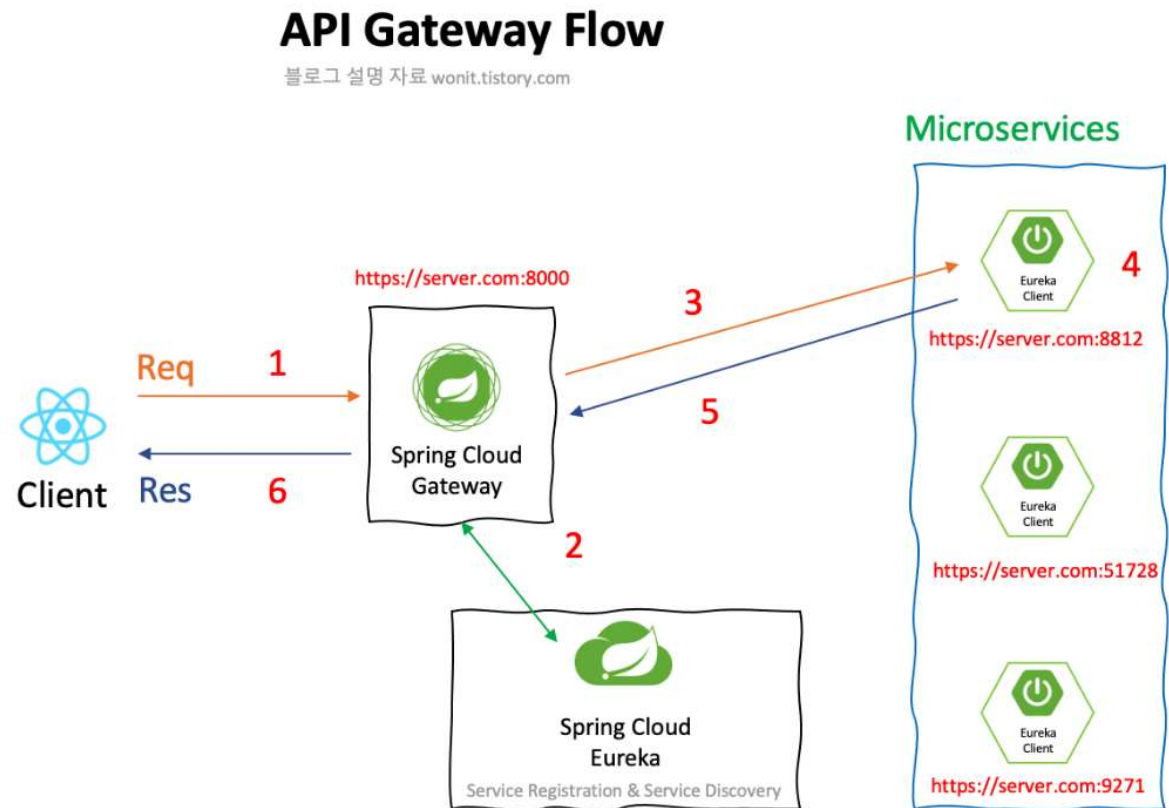 API Gateway Flow
블로그 설명 자료 wonit.tistory.com
Microservices
https://server.com:8000
Req
1
3
4
Eureka
Client
https://server.com:8812
5
Client
Res
6
Spring Cloud
Gateway
2
Eureka
Client
https://server.com:51728
Spring Cloud
Eureka
Service Registration & Service Discovery
Eureka
Client
https://server.com:9271